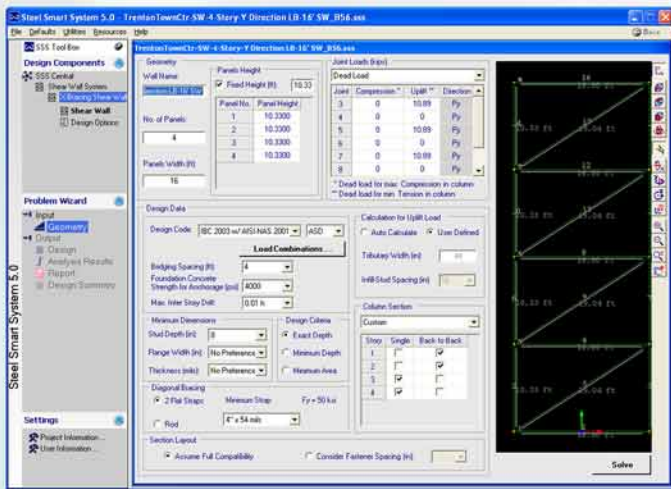 Steel Smart System 5.0 - TrentonTownCtr-SW-4-Story-Y Direction LB-16' SW_B56.sss
File Defaults Utilities Resources Help
SSS Tool Box
Design Components
SSS Central
Shear Wall System
X-Bracing Shear Wall
Shear Wall
Design Options
Problem Wizard
Input
Geometry
Output
Design
Analysis Results
Report
Design Summary
Settings
Project Information...
User Information...
Steel Smart System 5.0
TrentonTownCtr-SW-4-Story-Y Direction LB-16' SW_B56.sss
Geometry
Wall Name
No. of Panels
4
Panels Width (ft)
16
Panels Height
Fixed Height (ft) 10.33
Panel No. Panel Height
1 10.3300
2 10.3300
3 10.3300
4 10.3300
Joint Loads (kips)
Dead Load
Joint Compression * Uplift ** Direction
3 0 10.89 Py
4 0 0 Py
5 0 10.89 Py
6 0 0 Py
7 0 10.89 Py
8 0 0 Py
* Dead load for max. Compression in column
** Dead load for min. Tension in column
Design Data
Design Code IBC 2003 w/ AISI-NAS 2001 ASD
Load Combinations...
Bridging Spacing (ft) 4
Foundation Concrete
Strength for Anchorage (psi) 4000
Max. Inter Story Drift 0.01 h
Calculation for Uplift Load
Auto Calculate User Defined
Tributary Width (in)
Infill-Stud Spacing (in)
Minimum Dimensions
Stud Depth (in) 8
Flange Width (in) No Preference
Thickness (mils) No Preference
Design Criteria
Exact Depth
Minimum Depth
Minimum Area
Column Section
Custom
Story Single Back to Back
1
2
3
4
Diagonal Bracing
2 Flat Straps Minimum Strap Fy = 50 ksi
Rod 4" x 54 mils
Section Layout
Assume Full Compatibility Consider Fastener Spacing (in)
Solve